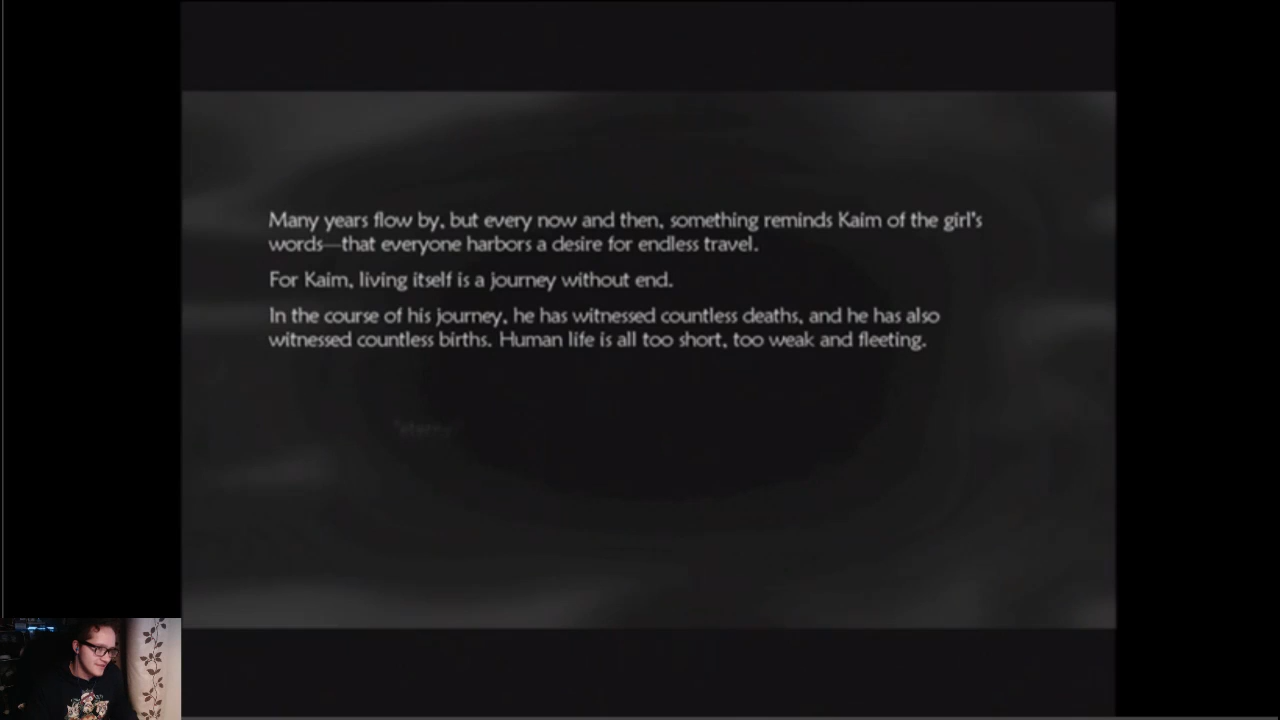 Many years flow by, but every now and then, something reminds Kaim of the girl's
words—that everyone harbors a desire for endless travel.
For Kaim, living itself is a journey without end.
In the course of his journey, he has witnessed countless deaths, and he has also
witnessed countless births. Human life is all too short, too weak and fleeting.